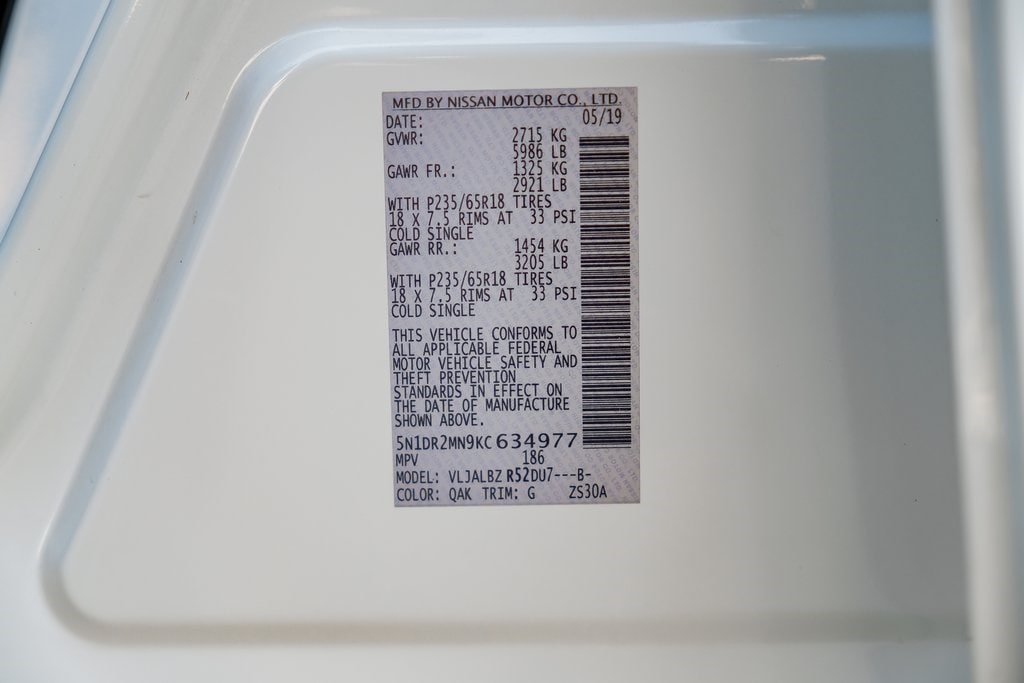 MFD BY NISSAN MOTOR CO., LTD.
DATE: 05/19
GVWR: 2715 KG
5986 LB
GAWR FR.: 1325 KG
2921 LB
WITH P235/65R18 TIRES
18 X 7.5 RIMS AT 33 PSI
COLD SINGLE
GAWR RR.: 1454 KG
3205 LB
WITH P235/65R18 TIRES
18 X 7.5 RIMS AT 33 PSI
COLD SINGLE
THIS VEHICLE CONFORMS TO
ALL APPLICABLE FEDERAL
MOTOR VEHICLE SAFETY AND
THEFT PREVENTION
STANDARDS IN EFFECT ON
THE DATE OF MANUFACTURE
SHOWN ABOVE.
5N1DR2MN9KC 634977
MPV 186
MODEL: VLJALBZ R52DU7---B-
COLOR: QAK TRIM: G ZS30A